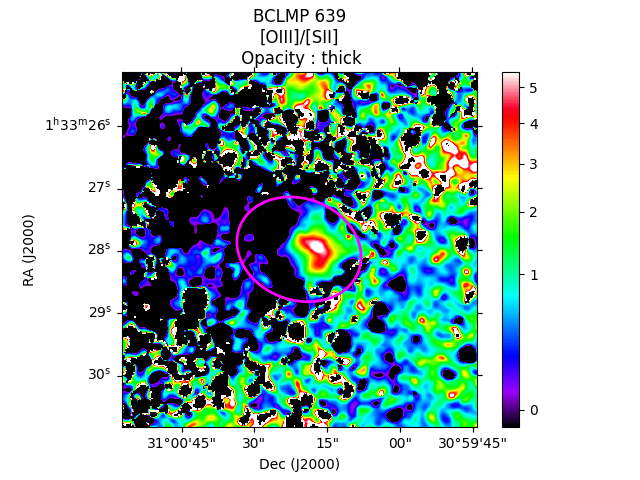 BCLMP 639
[OIII]/[SII]
Opacity : thick
1ʰ33ᵐ26ˢ
27ˢ
28ˢ
29ˢ
30ˢ
RA (J2000)
31°00'45"
30"
15"
00"
30°59'45"
Dec (J2000)
5
4
3
2
1
0